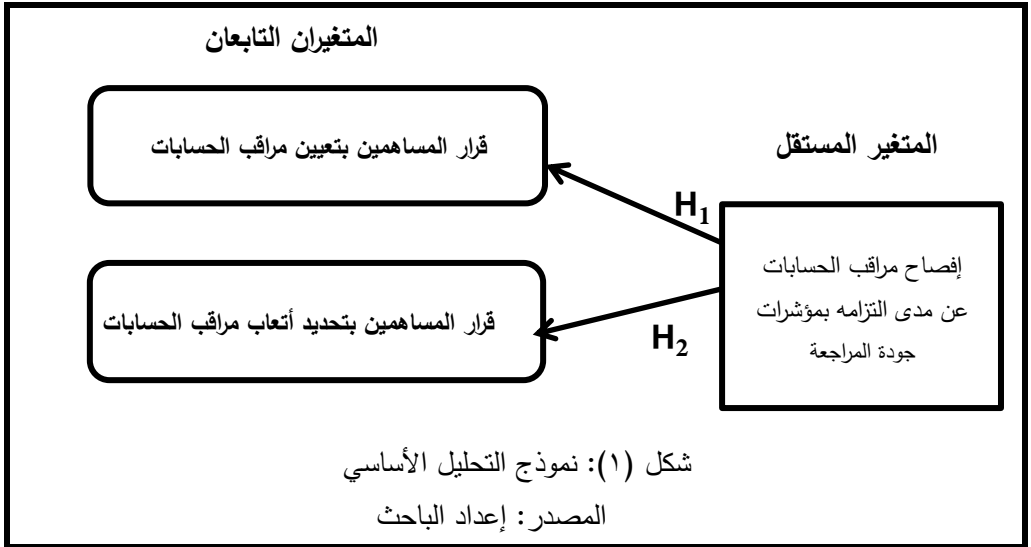 المتغيران التابعان
المتغير المستقل
قرار المساهمين بتعيين مراقب الحسابات
H1
إفصاح مراقب الحسابات
عن مدى التزامه بمؤشرات
جودة المراجعة
قرار المساهمين بتحديد أتعاب مراقب الحسابات
H2
شكل (١): نموذج التحليل الأساسي
المصدر: إعداد الباحث